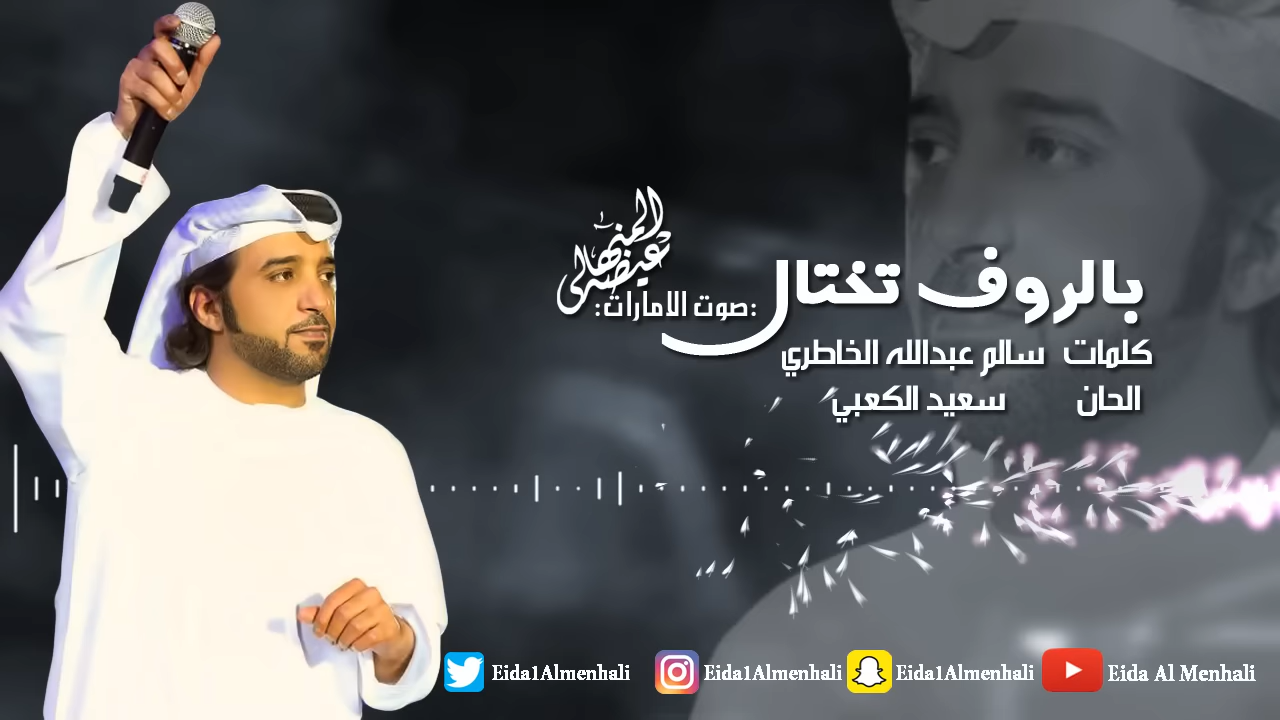 المنهالي
عيضه
:صوت الامارات:
بالروف تختال
كلمات سالم عبدالله الخاطري
الحان سعيد الكعبي
Eida1Almenhali
Eida1Almenhali
Eida1Almenhali
Eida Al Menhali